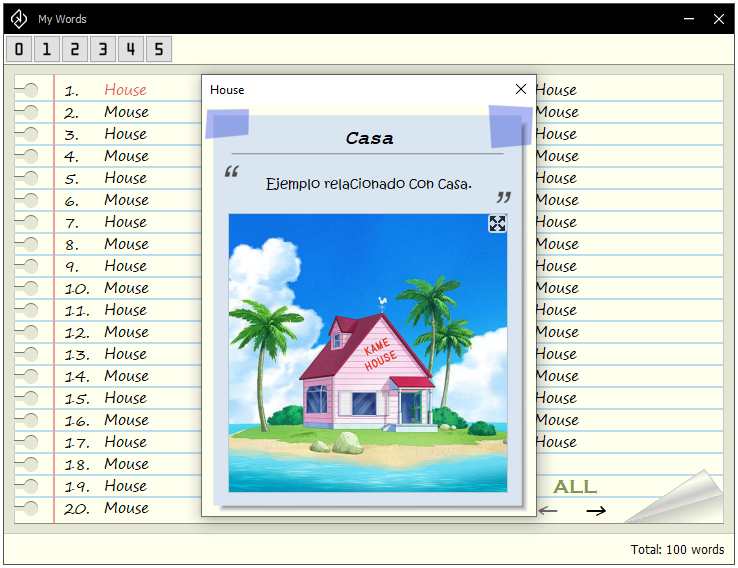 My Words
0 1 2 3 4 5
1. House
2. Mouse
3. House
4. Mouse
5. House
6. Mouse
7. House
8. Mouse
9. House
10. Mouse
11. House
12. Mouse
13. House
14. Mouse
15. House
16. Mouse
17. House
18. Mouse
19. House
20. Mouse
House
Casa
“
Ejemplo relacionado con casa.
”
KAME
HOUSE
House
Mouse
House
Mouse
House
Mouse
House
Mouse
House
Mouse
House
Mouse
House
Mouse
House
Mouse
House
ALL
← →
Total: 100 words